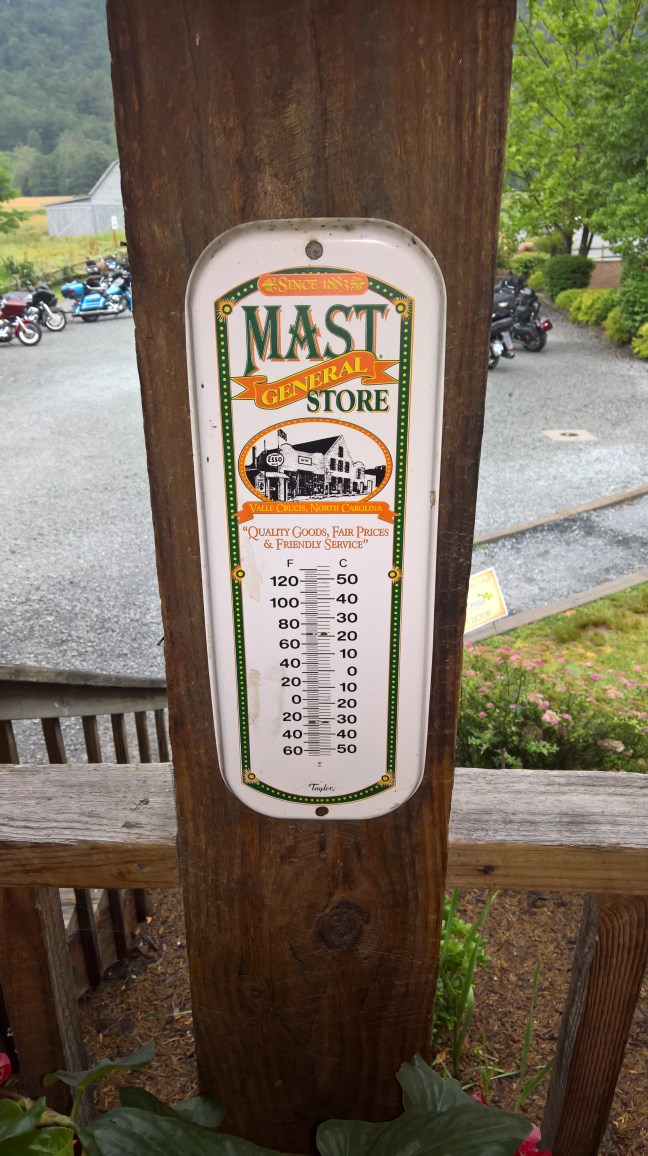 SINCE 1883
MAST
GENERAL
STORE
ESSO
VALLE CRUCIS, NORTH CAROLINA
"QUALITY GOODS, FAIR PRICES
& FRIENDLY SERVICE"
F C
120 50
100 40
80 30
60 20
40 10
20 0
0 10
20 20
40 30
60 40
50
Taylor